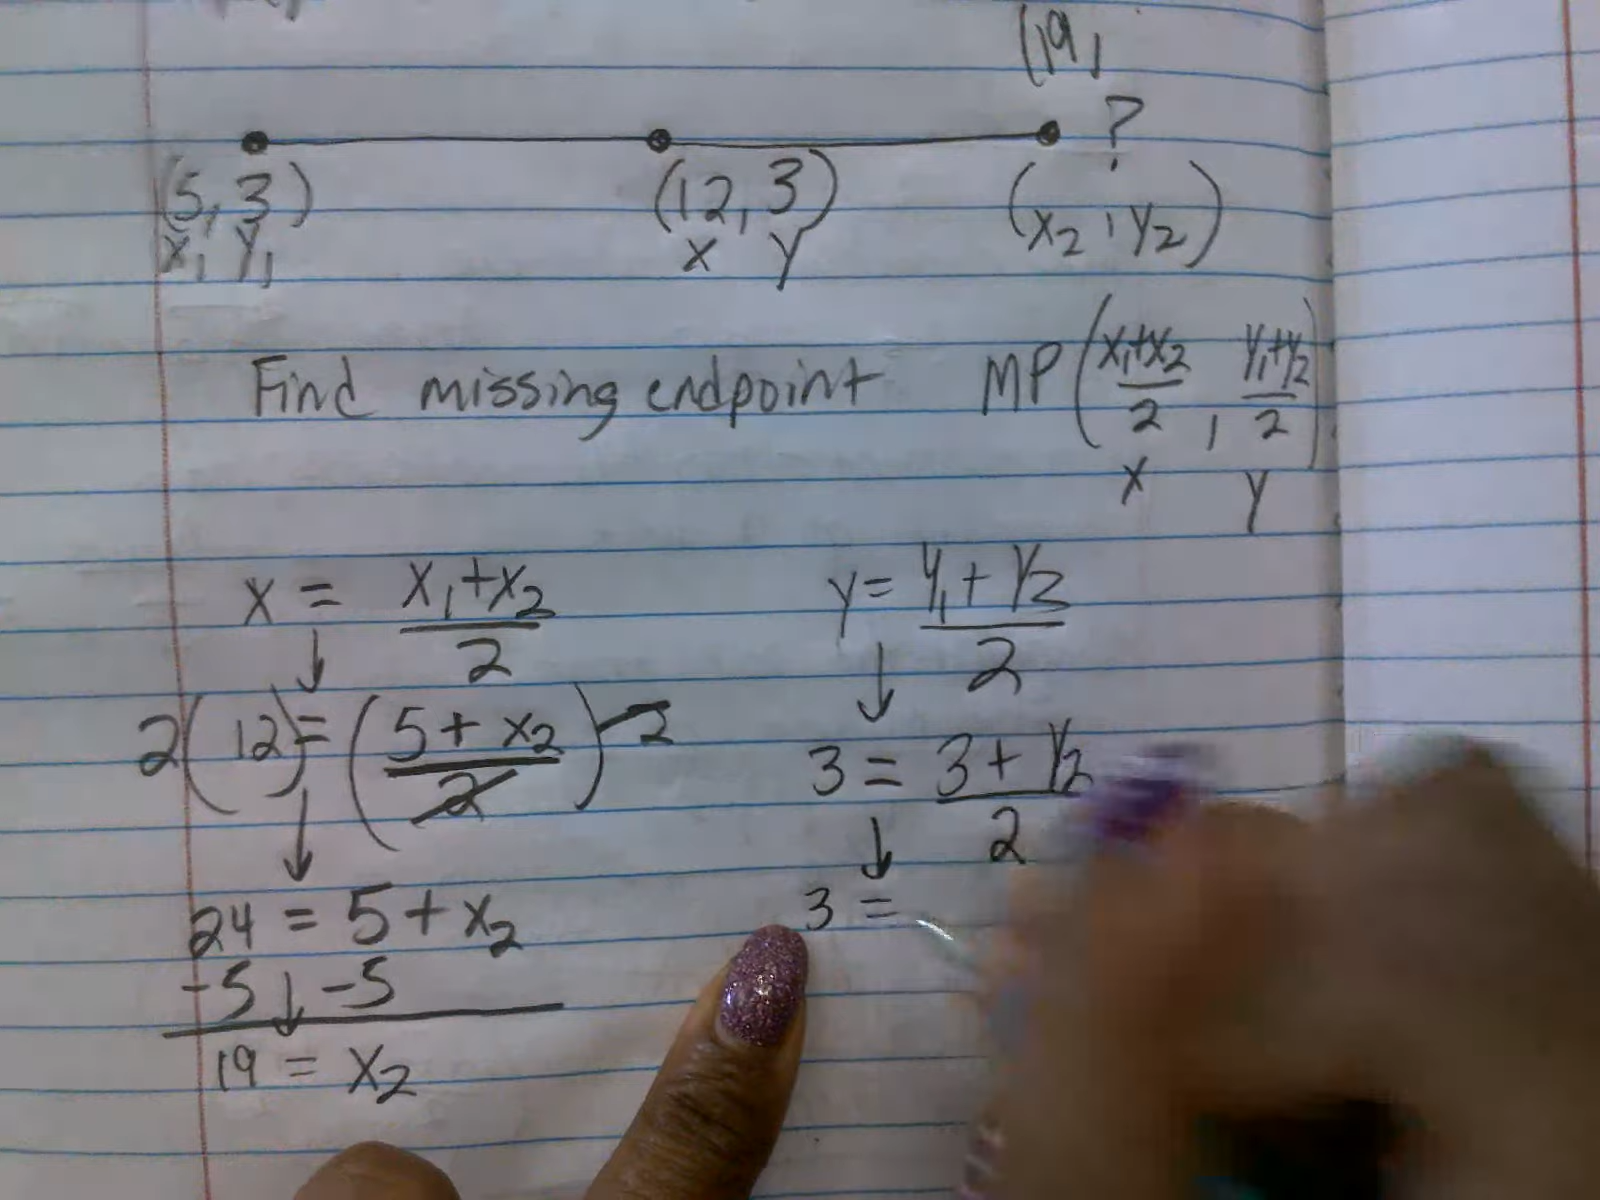 (19,
?
(5, 3) (12, 3) (x₂, y₂)
x₁ y₁ x y
Find missing endpoint MP (x₁+x₂/2, y₁+y₂/2)
x y
x = x₁+x₂/2 y = y₁+y₂/2
2(12) = (5+x₂/2)2 3 = 3+y₂/2
24 = 5+x₂ 3 =
-5 -5
19 = x₂